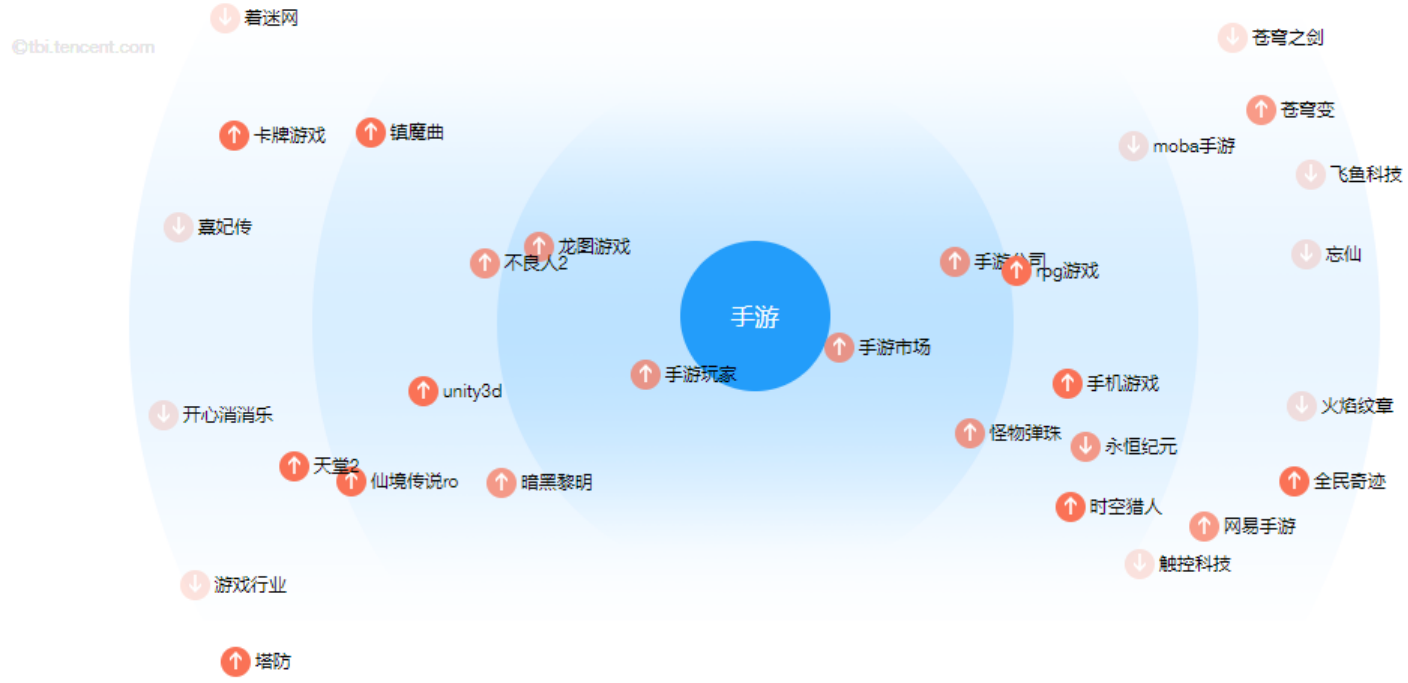 着迷网
苍穹之剑
©tbi.tencent.com
苍穹变
卡牌游戏
镇魔曲
moba手游
飞鱼科技
熹妃传
龙图游戏
忘仙
不良人2
手游公司
rpg游戏
手游
手游市场
手游玩家
手机游戏
unity3d
火焰纹章
开心消消乐
怪物弹珠
永恒纪元
天堂2
仙境传说ro
暗黑黎明
全民奇迹
时空猎人
网易手游
触控科技
游戏行业
塔防